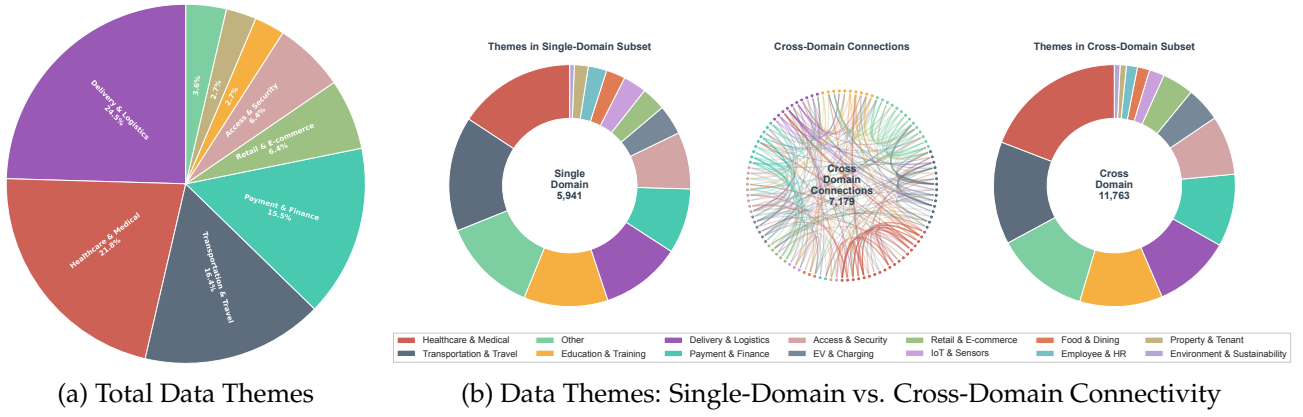 Delivery & Logistics
24.5%
3.6%
2.7%
2.7%
Access & Security
6.4%
Retail & E-commerce
6.4%
Payment & Finance
15.5%
Transportation & Travel
16.4%
Healthcare & Medical
21.8%
(a) Total Data Themes
Themes in Single-Domain Subset
Single
Domain
5,941
Cross-Domain Connections
Cross
Domain
Connections
7,179
Themes in Cross-Domain Subset
Cross
Domain
11,763
Healthcare & Medical
Other
Delivery & Logistics
Access & Security
Retail & E-commerce
Food & Dining
Property & Tenant
Transportation & Travel
Education & Training
Payment & Finance
EV & Charging
IoT & Sensors
Employee & HR
Environment & Sustainability
(b) Data Themes: Single-Domain vs. Cross-Domain Connectivity